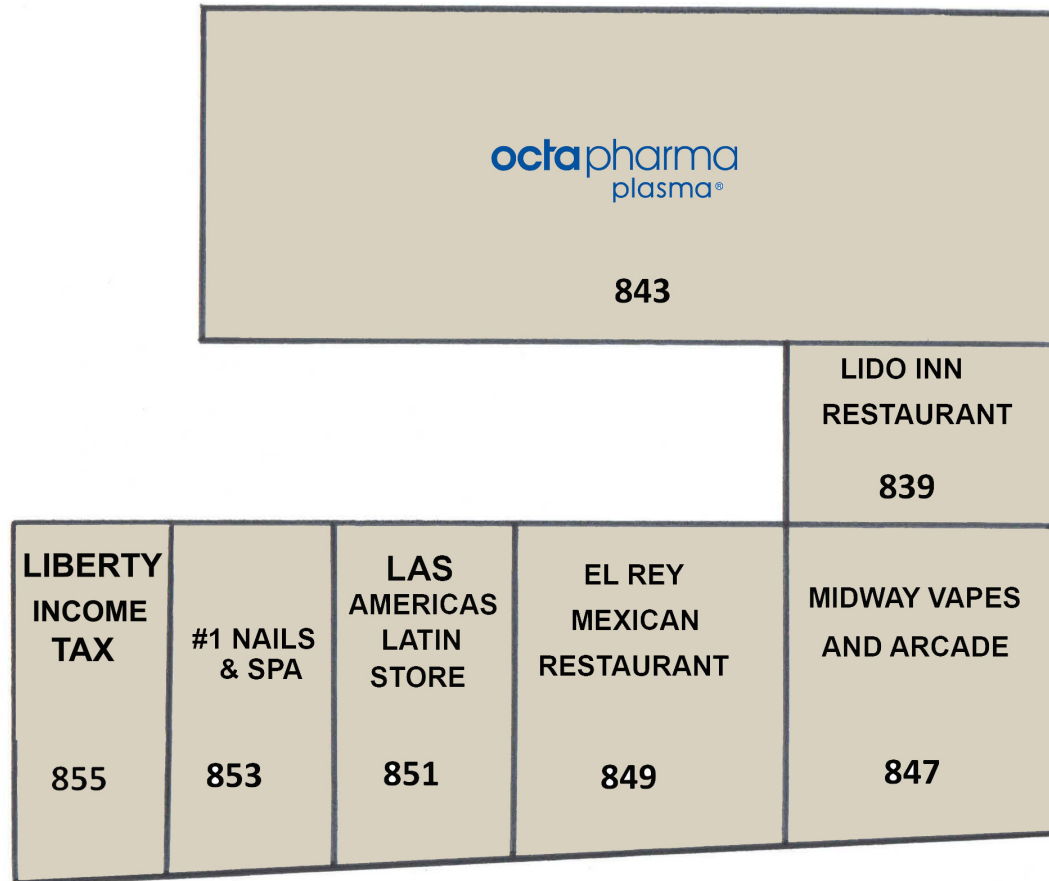 octapharma
plasma®
843
LIDO INN
RESTAURANT
839
LIBERTY
INCOME
TAX
855
#1 NAILS
& SPA
853
LAS
AMERICAS
LATIN
STORE
851
EL REY
MEXICAN
RESTAURANT
849
MIDWAY VAPES
AND ARCADE
847